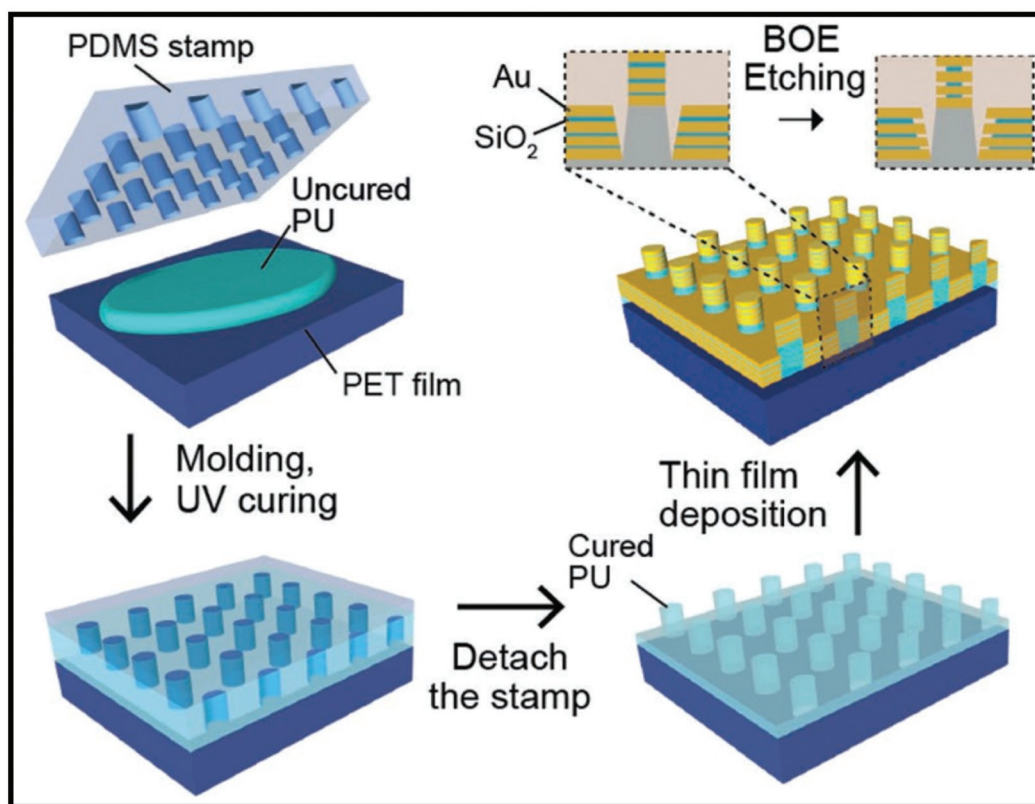 PDMS stamp
Uncured
PU
PET film
Molding,
UV curing
Detach
the stamp
Cured
PU
Thin film
deposition
Au
SiO₂
BOE
Etching